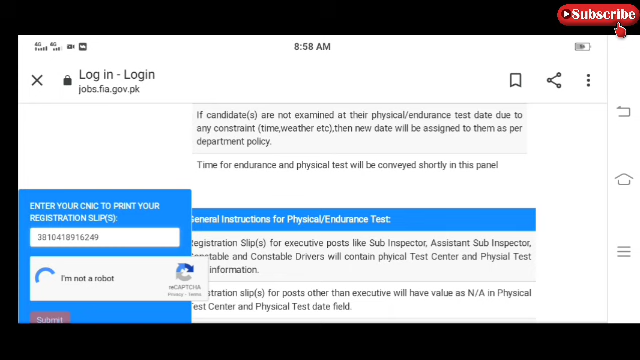 Subscribe
4G 4G 8:58 AM
Log in - Login
jobs.fia.gov.pk
If candidate(s) are not examined at their physical/endurance test date due to
any constraint (time,weather etc),then new date will be assigned to them as per
department policy.
Time for endurance and physical test will be conveyed shortly in this panel
ENTER YOUR CNIC TO PRINT YOUR
REGISTRATION SLIP(S):
3810418916249
I'm not a robot
reCAPTCHA
Privacy - Terms
Submit
General Instructions for Physical/Endurance Test:
Registration Slip(s) for executive posts like Sub Inspector, Assistant Sub Inspector,
Constable and Constable Drivers will contain phyical Test Center and Physial Test
information.
slip(s) for posts other than executive will have value as N/A in Physical
Test Center and Physical Test date field.